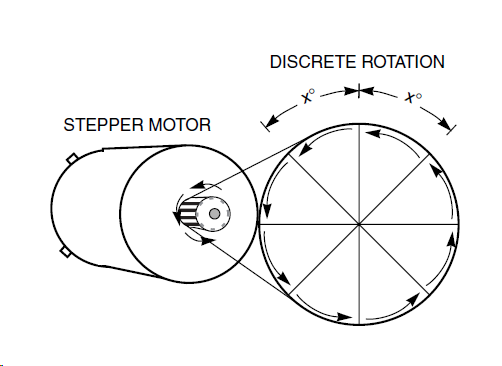 DISCRETE ROTATION
X° X°
STEPPER MOTOR